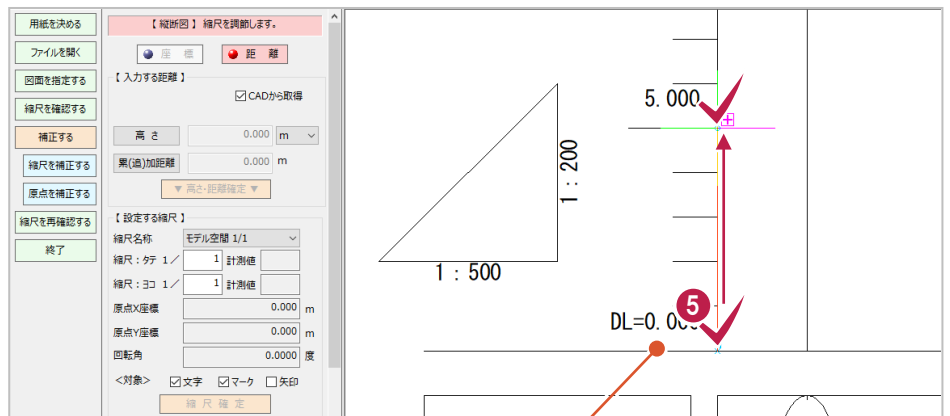 用紙を決める
ファイルを開く
図面を指定する
縮尺を確認する
補正する
縮尺を補正する
原点を補正する
縮尺を再確認する
終了
【 縦断図 】 縮尺を調節します。
座 標
距 離
【 入力する距離 】
CADから取得
高 さ 0.000 m
累(追)加距離 0.000 m
▼ 高さ・距離確定 ▼
【 設定する縮尺 】
縮尺名称 モデル空間 1/1
縮尺：タテ 1／ 1 計測値
縮尺：ヨコ 1／ 1 計測値
原点X座標 0.000 m
原点Y座標 0.000 m
回転角 0.0000 度
<対象> 文字 マーク 矢印
縮 尺 確 定
5.000
1 : 200
1 : 500
5
DL=0.000